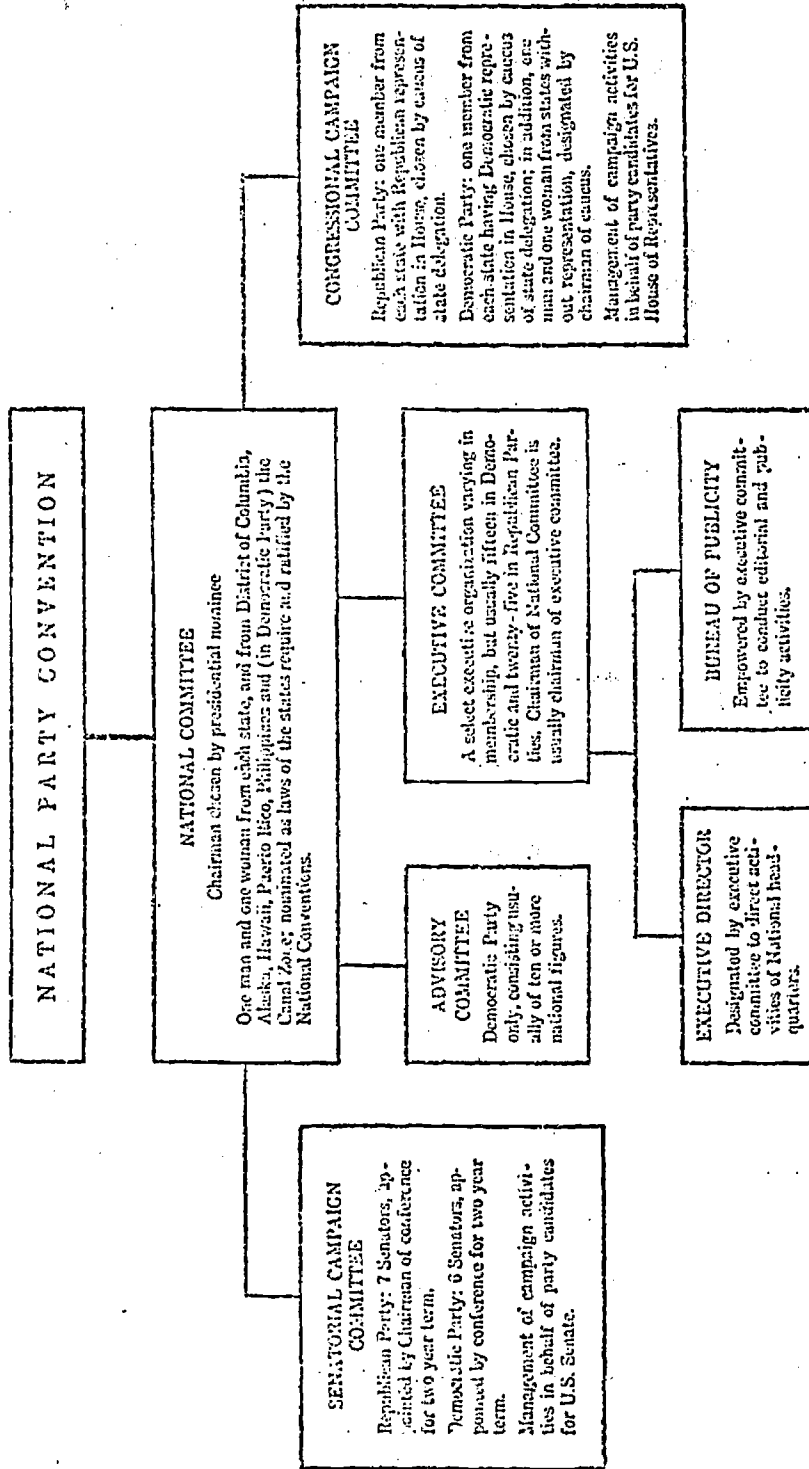 NATIONAL PARTY CONVENTION
NATIONAL COMMITTEE
Chairman chosen by presidential nominee
One man and one woman from each state, and from District of Columbia,
Alaska, Hawaii, Puerto Rico, Philippines and (in Democratic Party) the
Canal Zone; nominated as laws of the states require and ratified by the
National Conventions.
SENATORIAL CAMPAIGN
COMMITTEE
Republican Party: 7 Senators, ap-
pointed by Chairman of conference
for two year term.
Democratic Party: 6 Senators, ap-
pointed by conference for two year
term.
Management of campaign activi-
ties in behalf of party candidates
for U.S. Senate.
ADVISORY
COMMITTEE
Democratic Party
only, consisting usu-
ally of ten or more
national figures.
EXECUTIVE COMMITTEE
A select executive organization varying in
membership, but usually fifteen in Demo-
cratic and twenty-five in Republican Par-
ties. Chairman of National Committee is
usually chairman of executive committee.
CONGRESSIONAL CAMPAIGN
COMMITTEE
Republican Party: one member from
each state with Republican represen-
tation in House, chosen by caucus of
state delegation.
Democratic Party: one member from
each state having Democratic repre-
sentation in House, chosen by caucus
of state delegation; in addition, one
man and one woman from states with-
out representation, designated by
chairman of caucus.
Management of campaign activities
in behalf of party candidates for U.S.
House of Representatives.
EXECUTIVE DIRECTOR
Designated by executive
committee to direct acti-
vities of National head-
quarters.
BUREAU OF PUBLICITY
Empowered by executive commit-
tee to conduct editorial and pub-
licity activities.